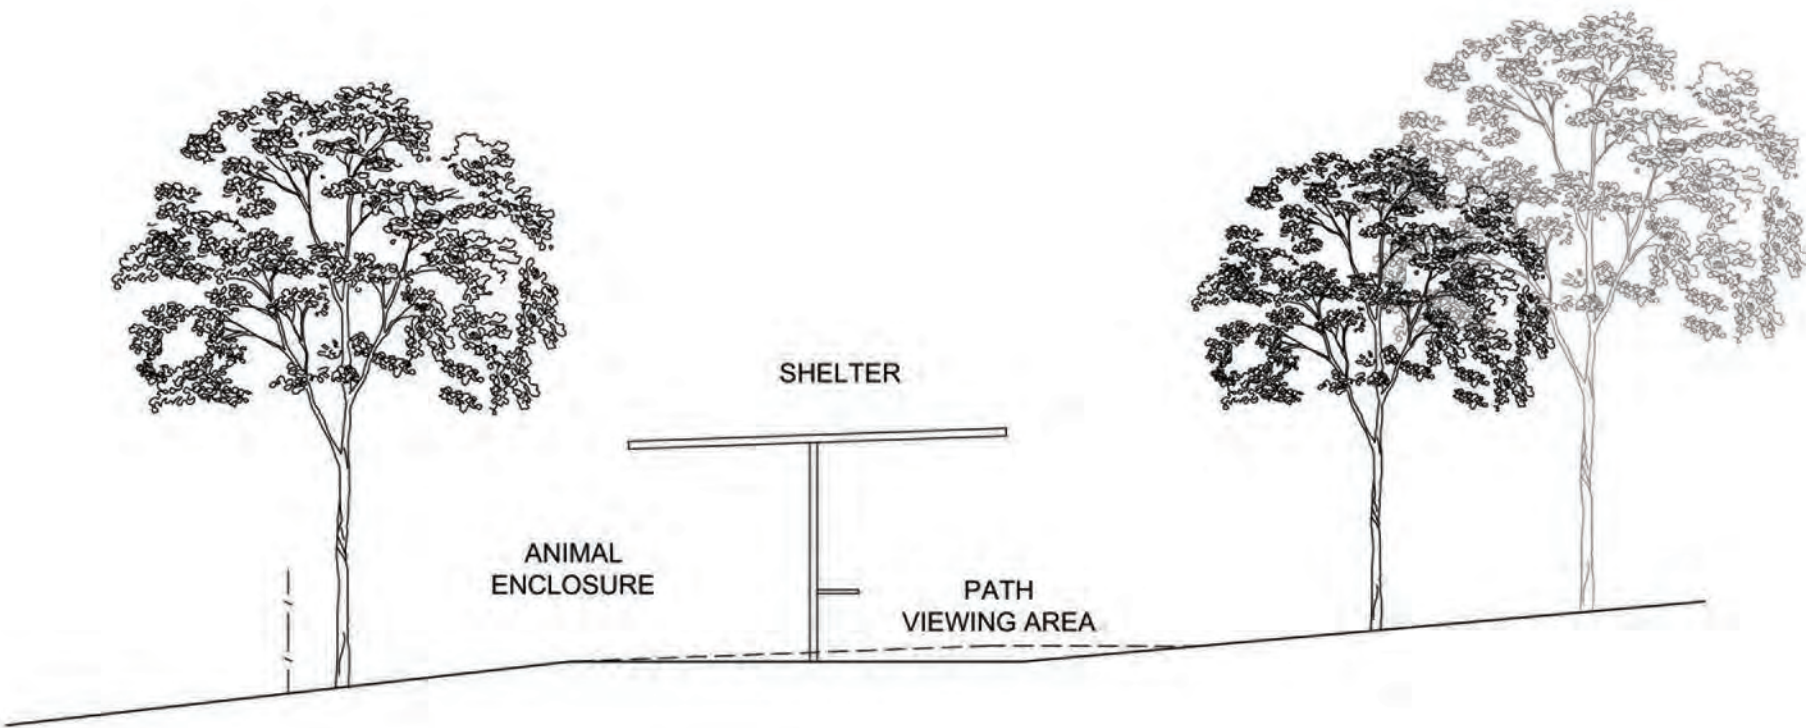 SHELTER
ANIMAL
ENCLOSURE
PATH
VIEWING AREA